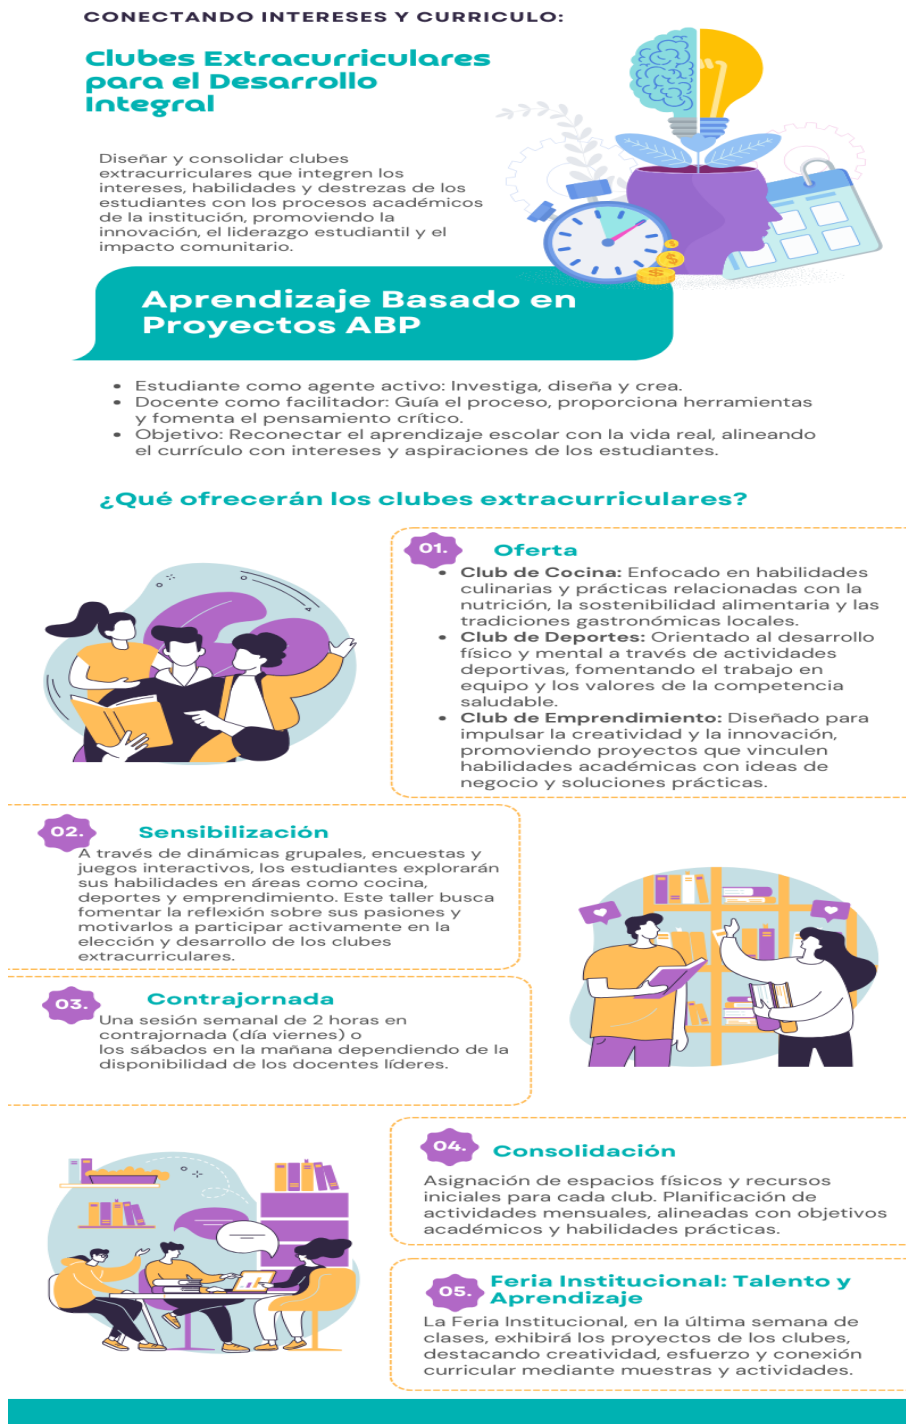 CONECTANDO INTERESES Y CURRICULO:
Clubes Extracurriculares
para el Desarrollo
Integral
Diseñar y consolidar clubes
extracurriculares que integren los
intereses, habilidades y destrezas de los
estudiantes con los procesos académicos
de la institución, promoviendo la
innovación, el liderazgo estudiantil y el
impacto comunitario.
Aprendizaje Basado en
Proyectos ABP
• Estudiante como agente activo: Investiga, diseña y crea.
• Docente como facilitador: Guía el proceso, proporciona herramientas
y fomenta el pensamiento crítico.
• Objetivo: Reconectar el aprendizaje escolar con la vida real, alineando
el currículo con intereses y aspiraciones de los estudiantes.
¿Qué ofrecerán los clubes extracurriculares?
01. Oferta
• Club de Cocina: Enfocado en habilidades
culinarias y prácticas relacionadas con la
nutrición, la sostenibilidad alimentaria y las
tradiciones gastronómicas locales.
• Club de Deportes: Orientado al desarrollo
físico y mental a través de actividades
deportivas, fomentando el trabajo en
equipo y los valores de la competencia
saludable.
• Club de Emprendimiento: Diseñado para
impulsar la creatividad y la innovación,
promoviendo proyectos que vinculen
habilidades académicas con ideas de
negocio y soluciones prácticas.
02. Sensibilización
A través de dinámicas grupales, encuestas y
juegos interactivos, los estudiantes explorarán
sus habilidades en áreas como cocina,
deportes y emprendimiento. Este taller busca
fomentar la reflexión sobre sus pasiones y
motivarlos a participar activamente en la
elección y desarrollo de los clubes
extracurriculares.
03. Contrajornada
Una sesión semanal de 2 horas en
contrajornada (día viernes) o
los sábados en la mañana dependiendo de la
disponibilidad de los docentes líderes.
04. Consolidación
Asignación de espacios físicos y recursos
iniciales para cada club. Planificación de
actividades mensuales, alineadas con objetivos
académicos y habilidades prácticas.
05. Feria Institucional: Talento y
Aprendizaje
La Feria Institucional, en la última semana de
clases, exhibirá los proyectos de los clubes,
destacando creatividad, esfuerzo y conexión
curricular mediante muestras y actividades.